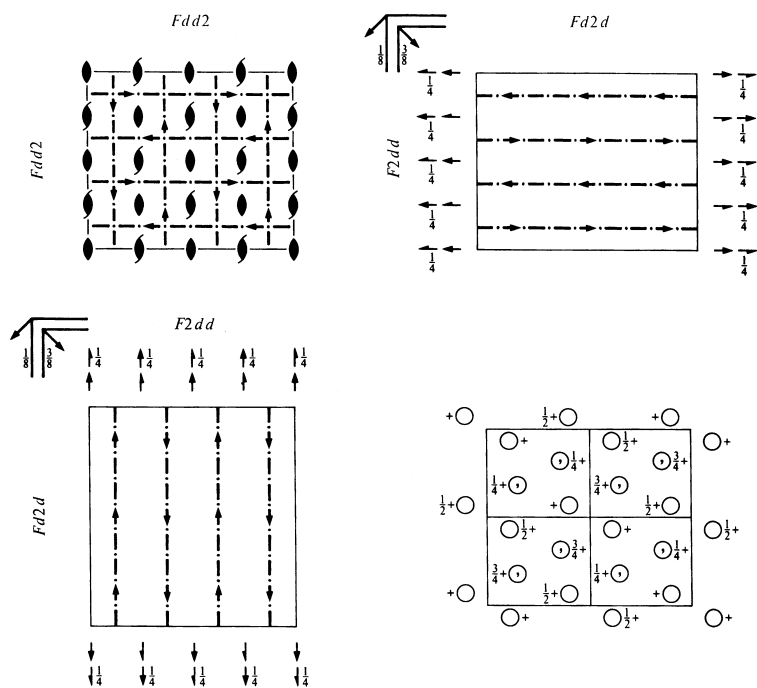 Fdd2
Fdd2
Fd2d
F2dd
1/8 3/8
1/4 1/4
1/4 1/4
1/4 1/4
1/4 1/4
1/4 1/4
F2dd
Fd2d
1/8 3/8
1/4 1/4 1/4 1/4 1/4
1/4 1/4 1/4 1/4 1/4
+ 1/2+ +
+ 1/2+ +
1/4+ 3/4+
1/4+ 3/4+
1/2+ + 1/2+
1/2+ + 1/2+
3/4+ 1/4+
3/4+ 1/4+
+ 1/2+ +
+ 1/2+ +